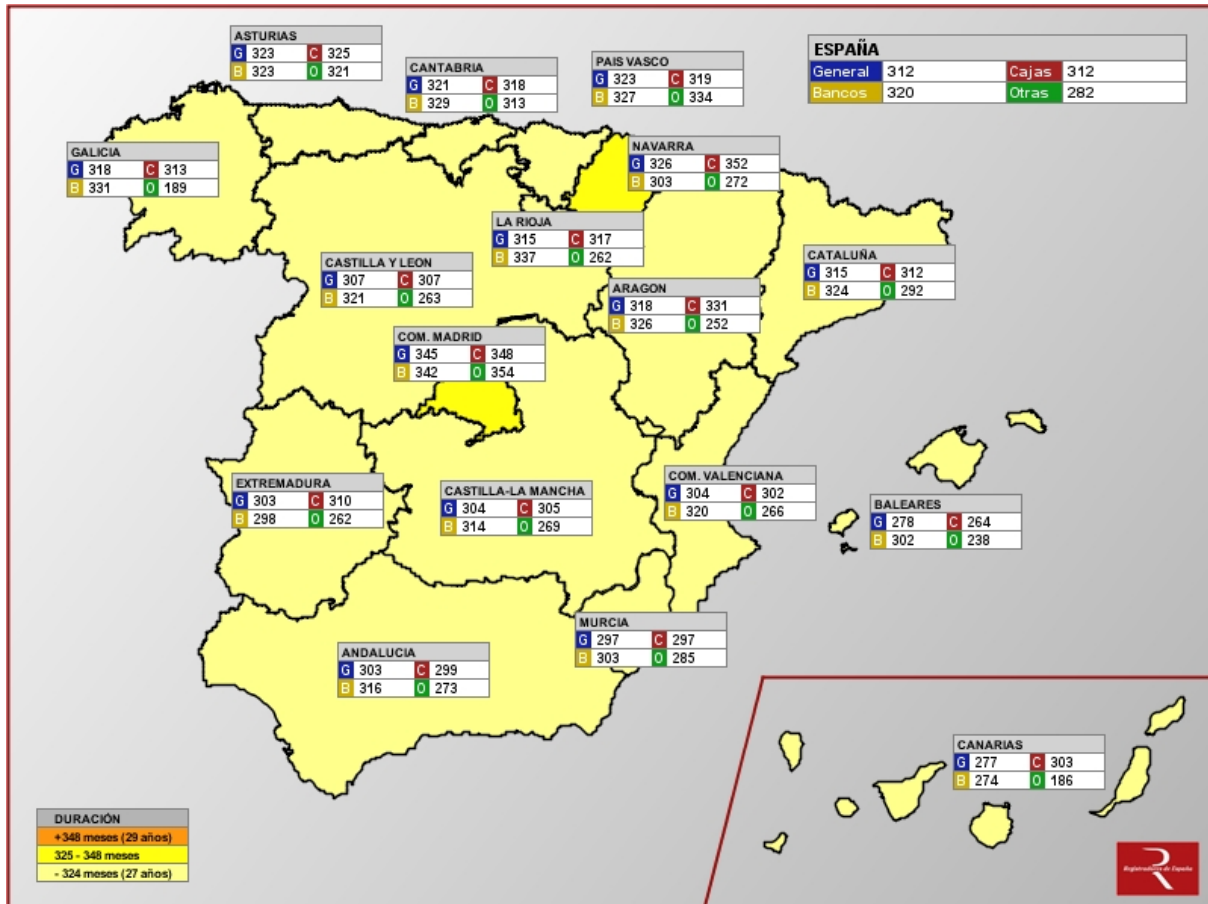 ASTURIAS
G 323 C 325
B 323 O 321
CANTABRIA
G 321 C 318
B 329 O 313
PAIS VASCO
G 323 C 319
B 327 O 334
ESPAÑA
General 312 Cajas 312
Bancos 320 Otras 282
GALICIA
G 318 C 313
B 331 O 189
NAVARRA
G 326 C 352
B 303 O 272
LA RIOJA
G 315 C 317
B 337 O 262
CASTILLA Y LEON
G 307 C 307
B 321 O 263
CATALUÑA
G 315 C 312
B 324 O 292
ARAGON
G 318 C 331
B 326 O 252
COM. MADRID
G 345 C 348
B 342 O 354
EXTREMADURA
G 303 C 310
B 298 O 262
CASTILLA-LA MANCHA
G 304 C 305
B 314 O 269
COM. VALENCIANA
G 304 C 302
B 320 O 266
BALEARES
G 278 C 264
B 302 O 238
MURCIA
G 297 C 297
B 303 O 285
ANDALUCIA
G 303 C 299
B 316 O 273
CANARIAS
G 277 C 303
B 274 O 186
DURACIÓN
+348 meses (29 años)
325 - 348 meses
- 324 meses (27 años)
R
Registradores de España